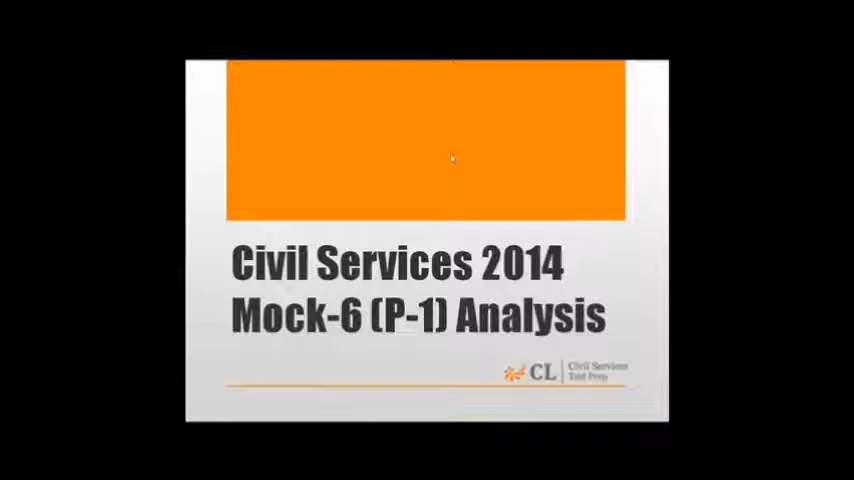 Civil Services 2014
Mock-6 (P-1) Analysis
CL
Civil Services
Test Prep